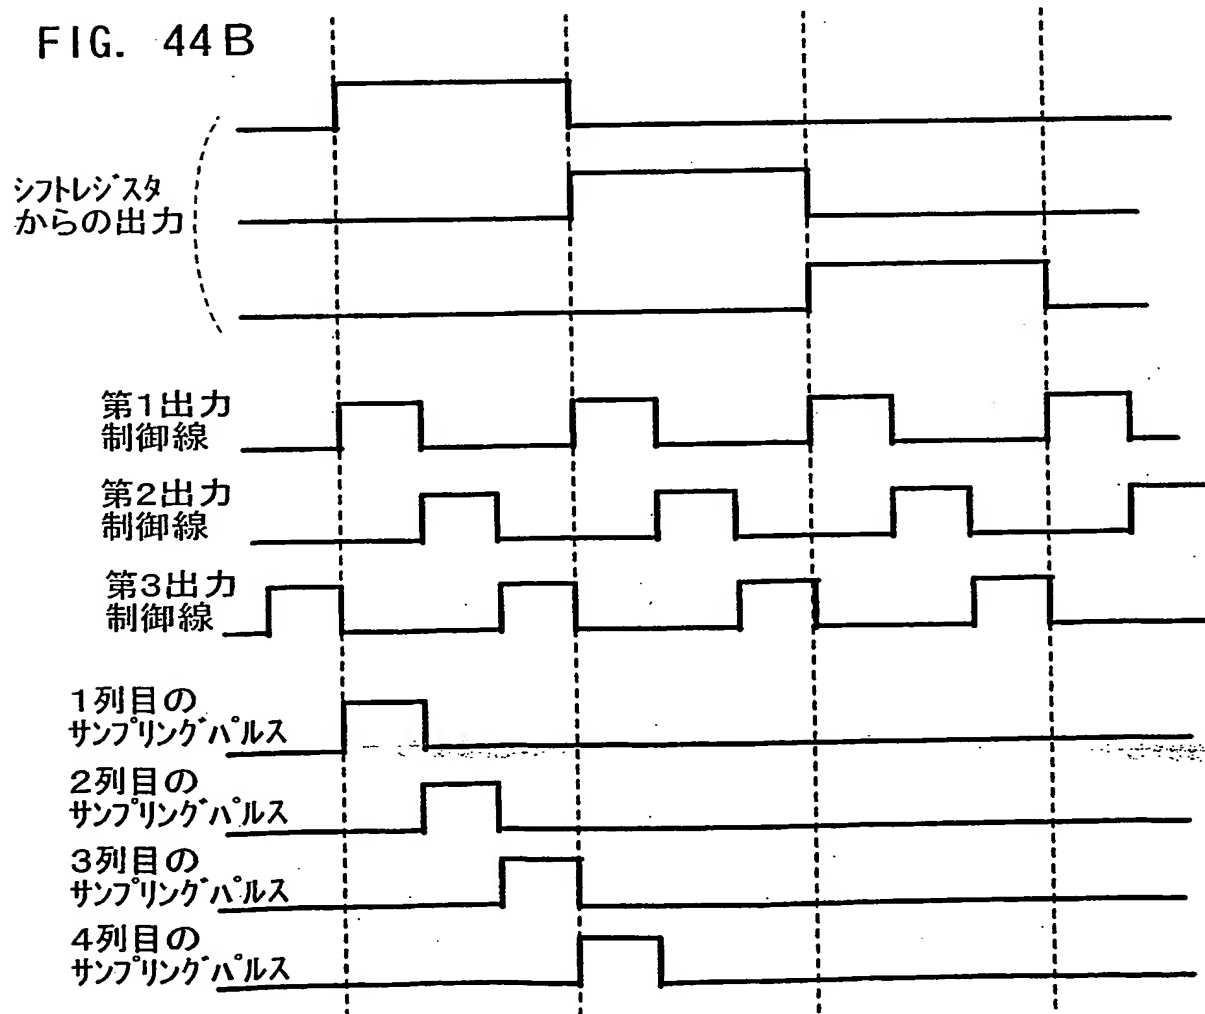 FIG. 44B
シフトレジスタ
からの出力
第1出力
制御線
第2出力
制御線
第3出力
制御線
1列目の
サンプリングパルス
2列目の
サンプリングパルス
3列目の
サンプリングパルス
4列目の
サンプリングパルス